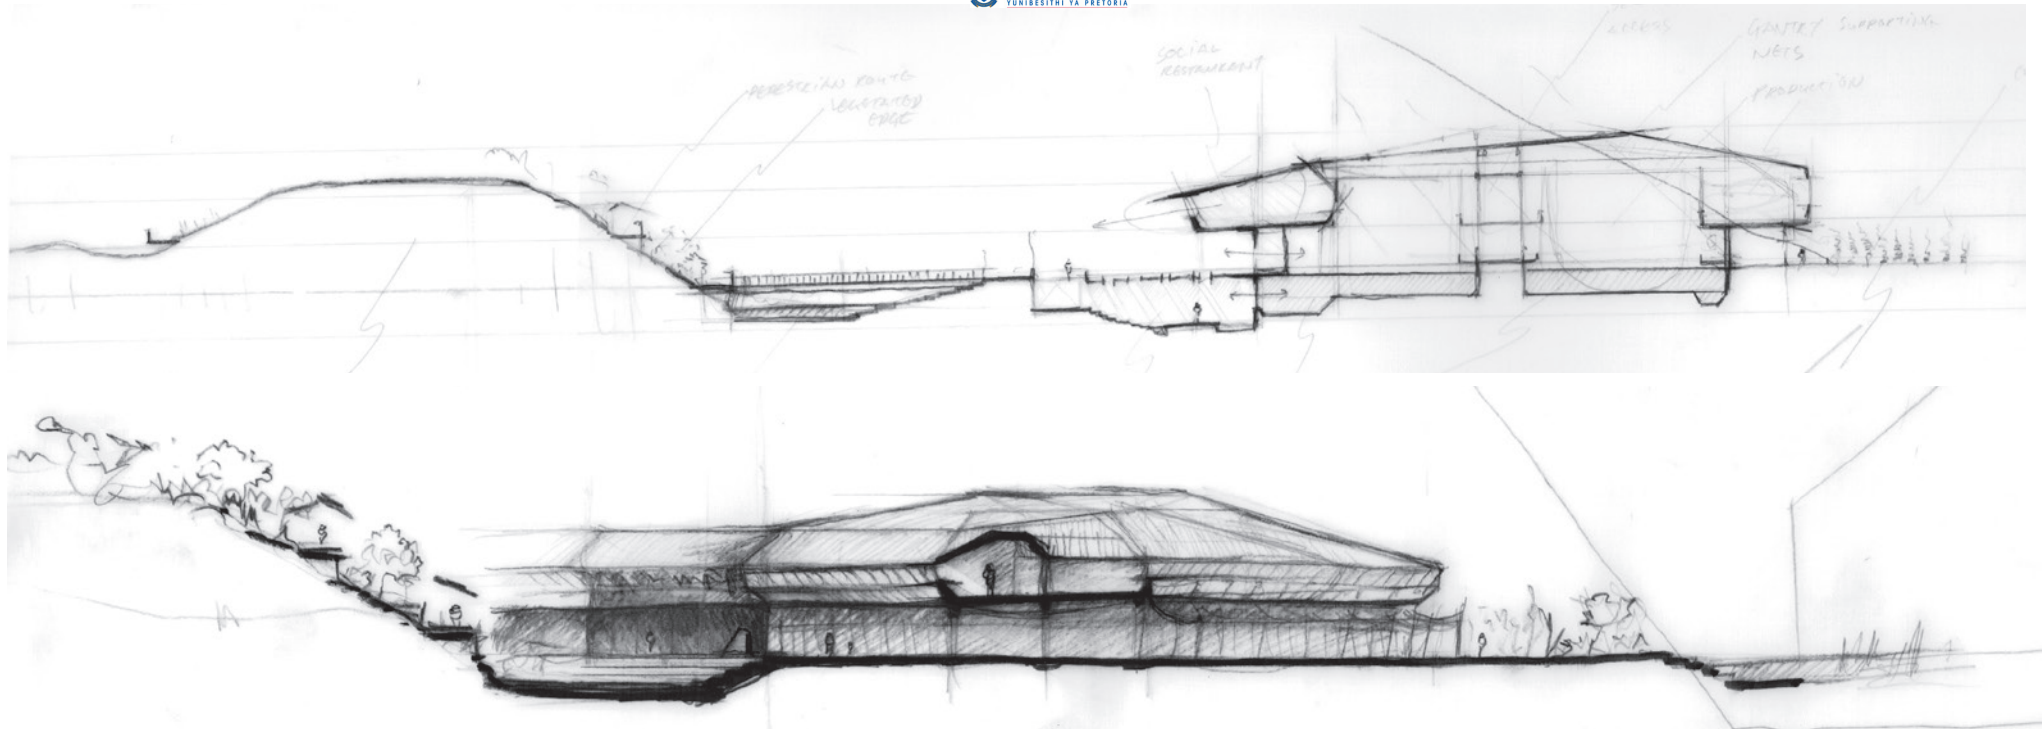 YUNIBESITHI YA PRETORIA
ACCESS
GANTRY SUPPORTING
NETS
PRODUCTION
SOCIAL
RESTAURANT
PEDESTRIAN ROUTE
VEGETATED
EDGE